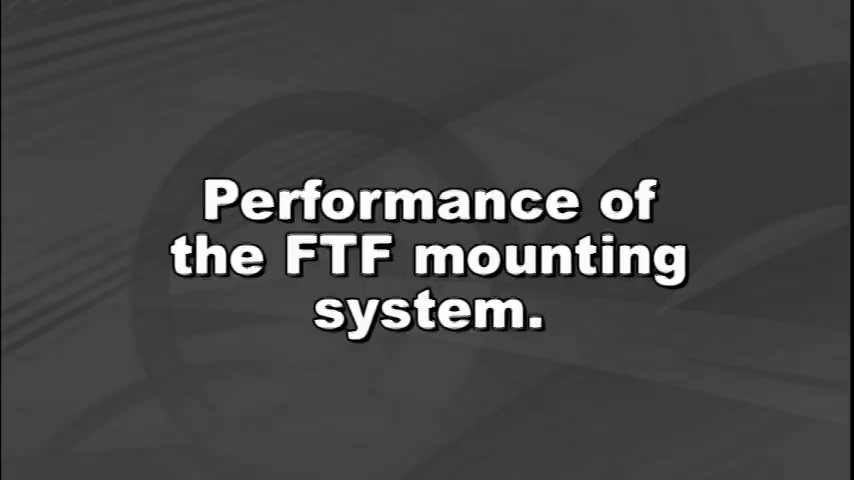 Performance of
the FTF mounting
system.